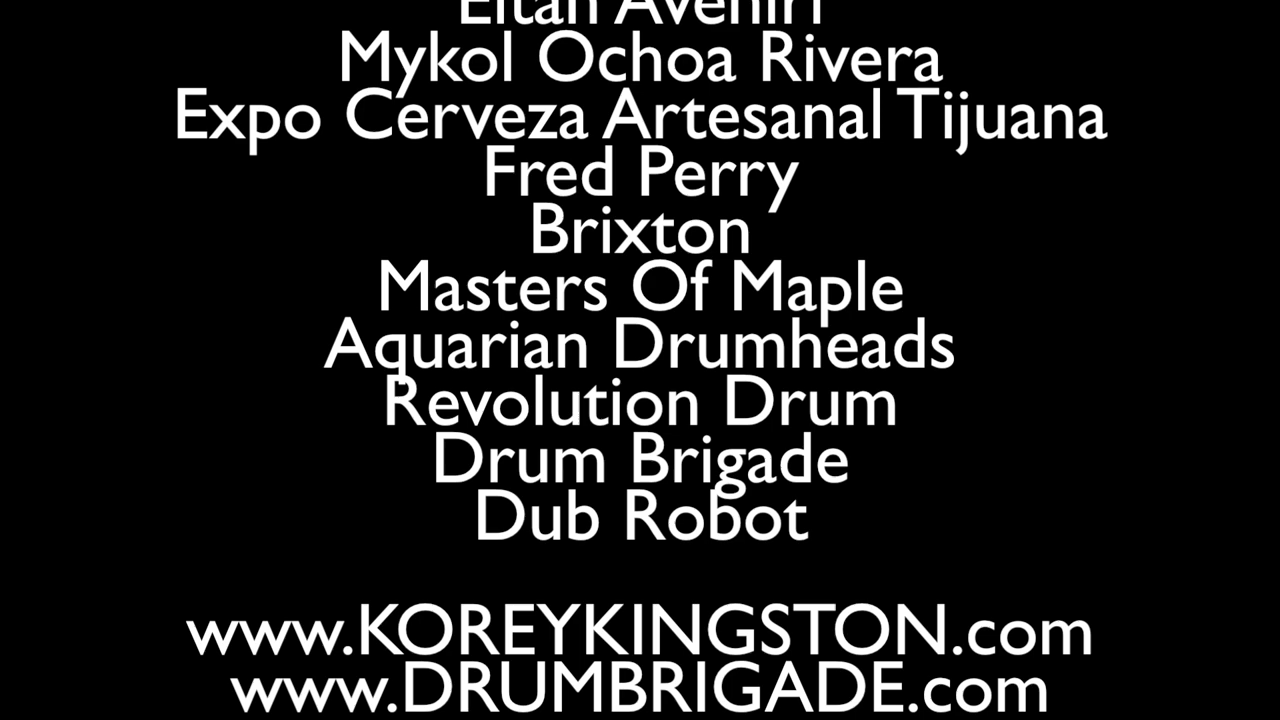 Mykol Ochoa Rivera
Expo Cerveza Artesanal Tijuana
Fred Perry
Brixton
Masters Of Maple
Aquarian Drumheads
Revolution Drum
Drum Brigade
Dub Robot
www.KOREYKINGSTON.com
www.DRUMBRIGADE.com